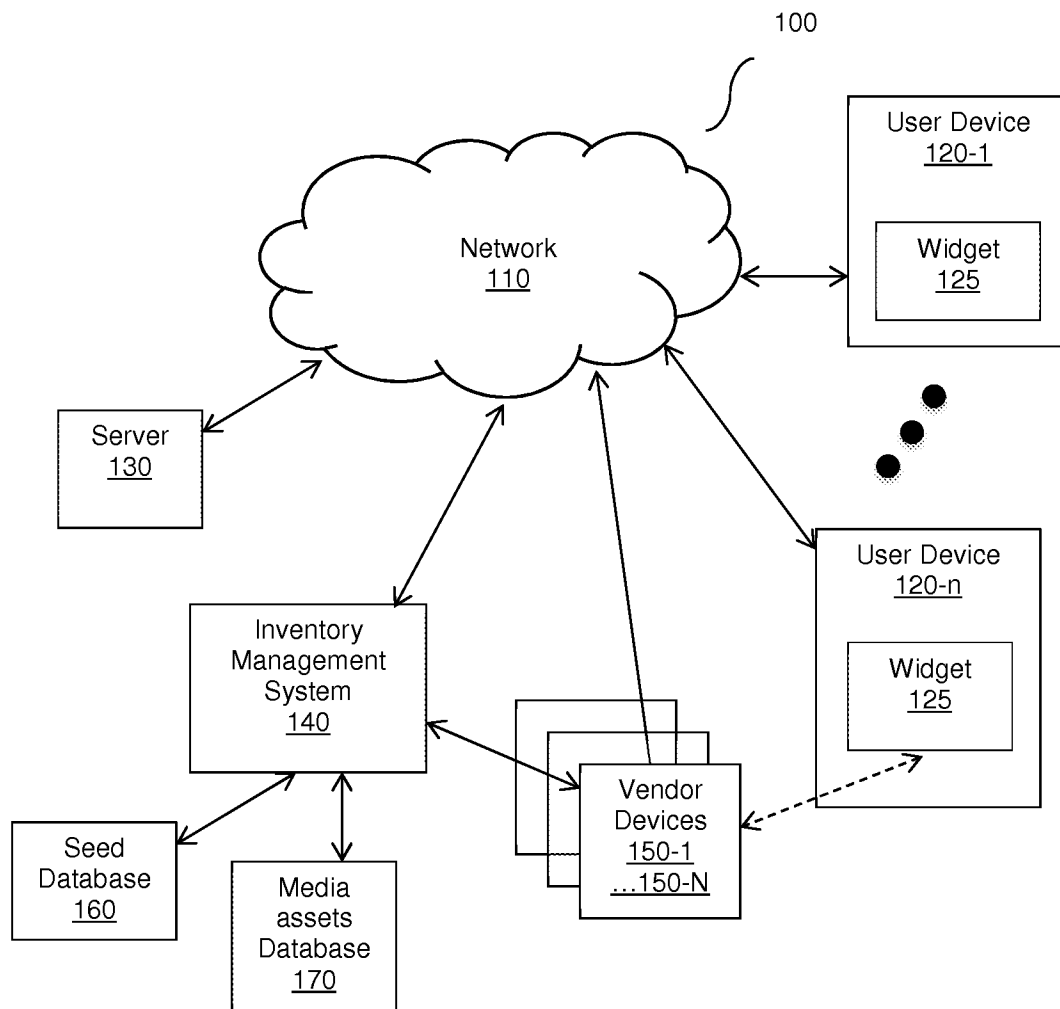 100
User Device
120-1
Widget
125
Network
110
Server
130
User Device
120-n
Widget
125
Inventory
Management
System
140
Vendor
Devices
150-1
...150-N
Seed
Database
160
Media
assets
Database
170